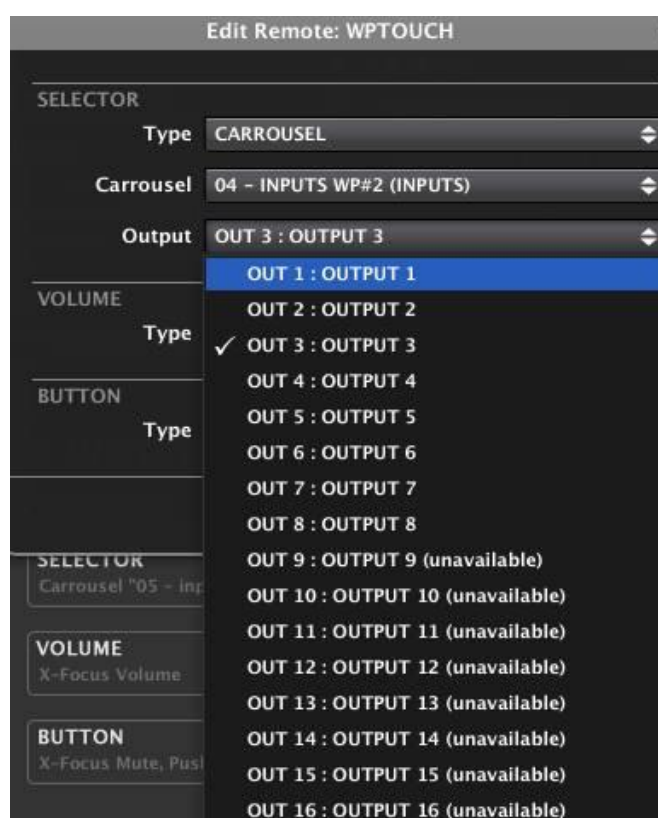 Edit Remote: WPTOUCH
SELECTOR
Type CARROUSEL
Carrousel 04 - INPUTS WP#2 (INPUTS)
Output OUT 3 : OUTPUT 3
OUT 1 : OUTPUT 1
VOLUME
OUT 2 : OUTPUT 2
Type
✓ OUT 3 : OUTPUT 3
OUT 4 : OUTPUT 4
BUTTON
OUT 5 : OUTPUT 5
Type
OUT 6 : OUTPUT 6
OUT 7 : OUTPUT 7
OUT 8 : OUTPUT 8
SELECTOR
OUT 9 : OUTPUT 9 (unavailable)
Carrousel "05 - inp
OUT 10 : OUTPUT 10 (unavailable)
OUT 11 : OUTPUT 11 (unavailable)
VOLUME
X-Focus Volume
OUT 12 : OUTPUT 12 (unavailable)
OUT 13 : OUTPUT 13 (unavailable)
BUTTON
OUT 14 : OUTPUT 14 (unavailable)
X-Focus Mute, Pus
OUT 15 : OUTPUT 15 (unavailable)
OUT 16 : OUTPUT 16 (unavailable)